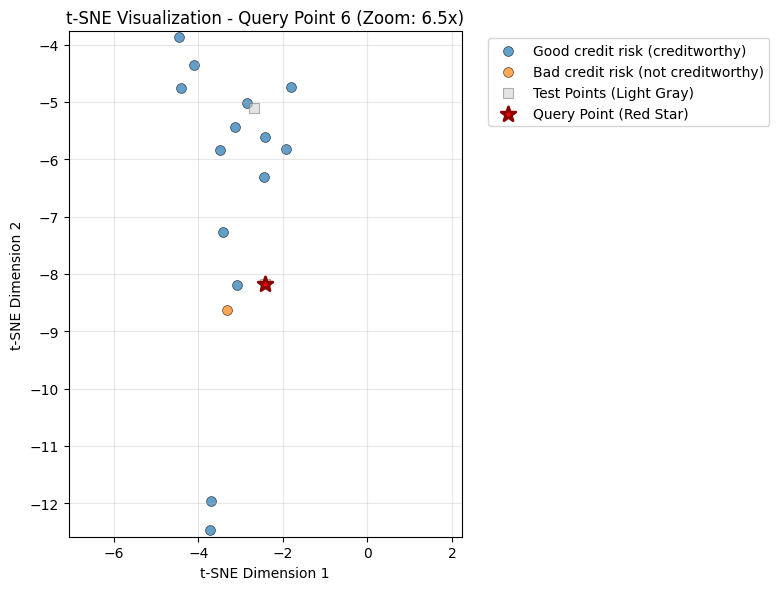 t-SNE Visualization - Query Point 6 (Zoom: 6.5x)
Good credit risk (creditworthy)
Bad credit risk (not creditworthy)
Test Points (Light Gray)
Query Point (Red Star)
t-SNE Dimension 2
−4
−5
−6
−7
−8
−9
−10
−11
−12
−6
−4
−2
0
2
t-SNE Dimension 1